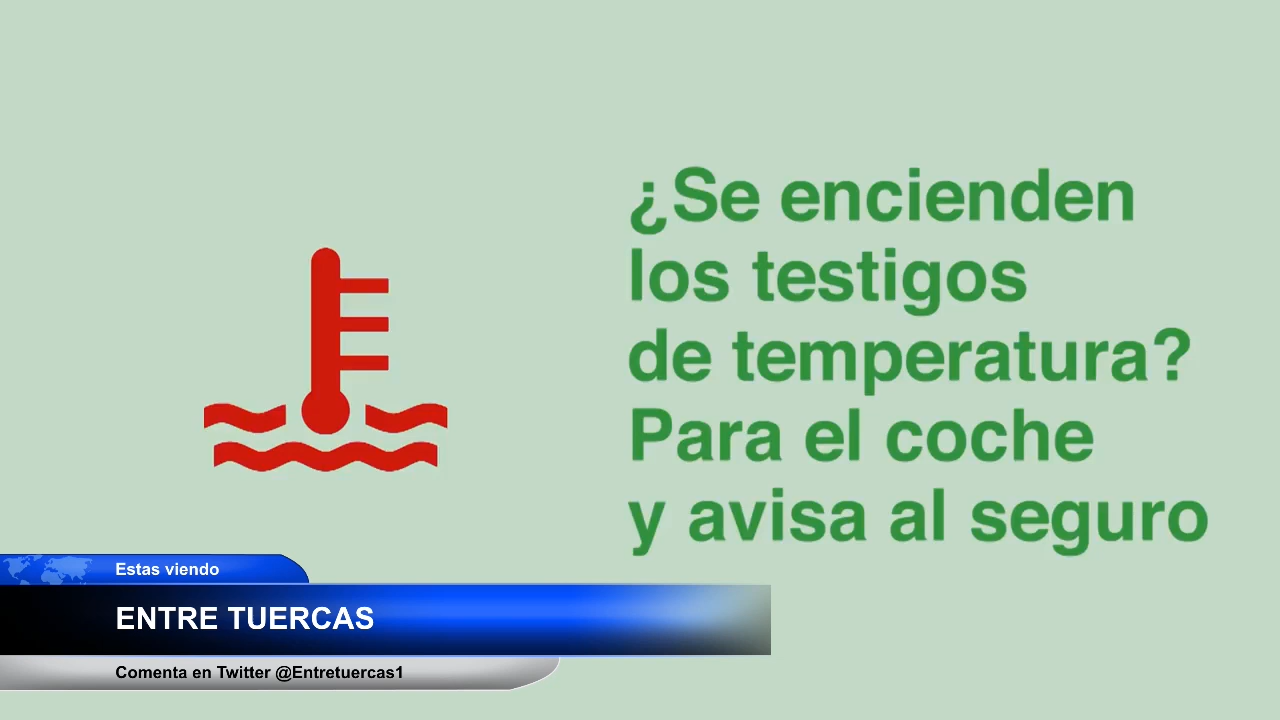 ¿Se encienden
los testigos
de temperatura?
Para el coche
y avisa al seguro
Estas viendo
ENTRE TUERCAS
Comenta en Twitter @Entretuercas1